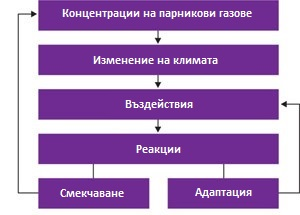 Концентрации на парникови газове
Изменение на климата
Въздействия
Реакции
Смекчаване
Адаптация